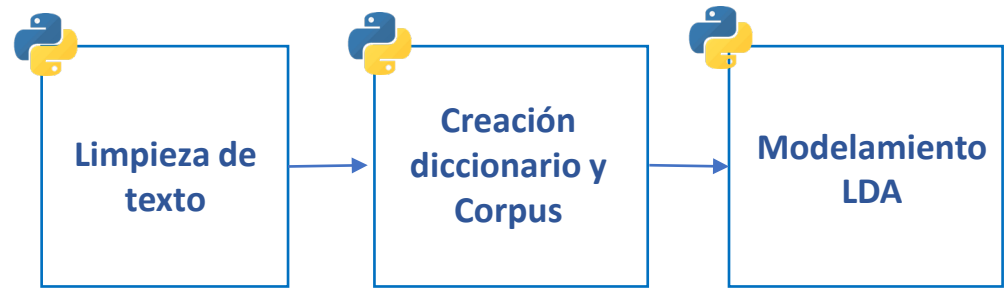 Limpieza de
texto
Creación
diccionario y
Corpus
Modelamiento
LDA